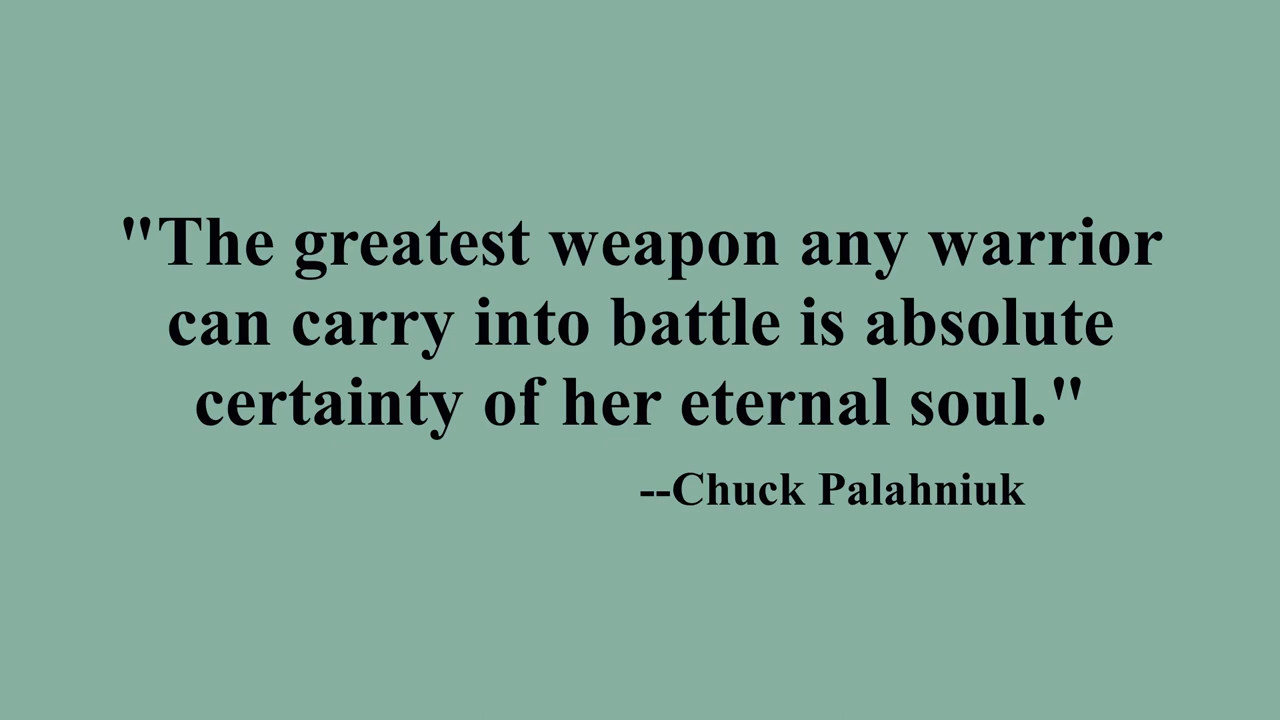 "The greatest weapon any warrior
can carry into battle is absolute
certainty of her eternal soul."
--Chuck Palahniuk